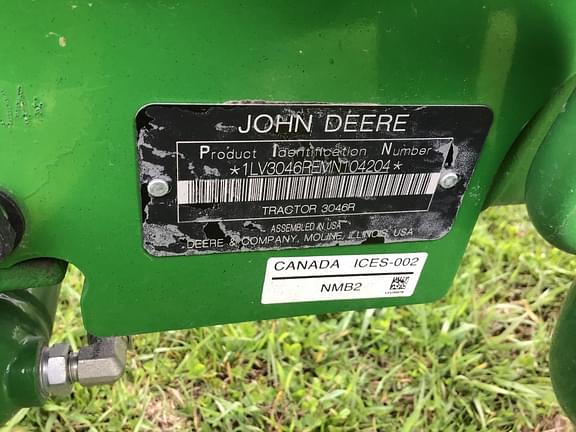 JOHN DEERE
Product Identification Number
*1LV3046REMN104204*
TRACTOR 3046R
ASSEMBLED IN USA
DEERE & COMPANY, MOLINE, ILLINOIS, USA
CANADA ICES-002
NMB2